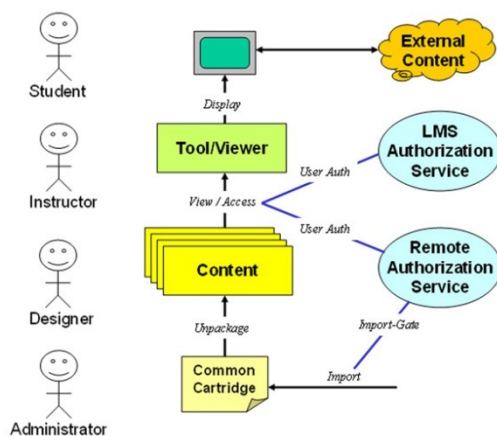 Student
External
Content
Display
Instructor
Tool/Viewer
LMS
Authorization
Service
User Auth
View / Access
User Auth
Designer
Content
Remote
Authorization
Service
Unpackage
Import-Gate
Administrator
Common
Cartridge
Import